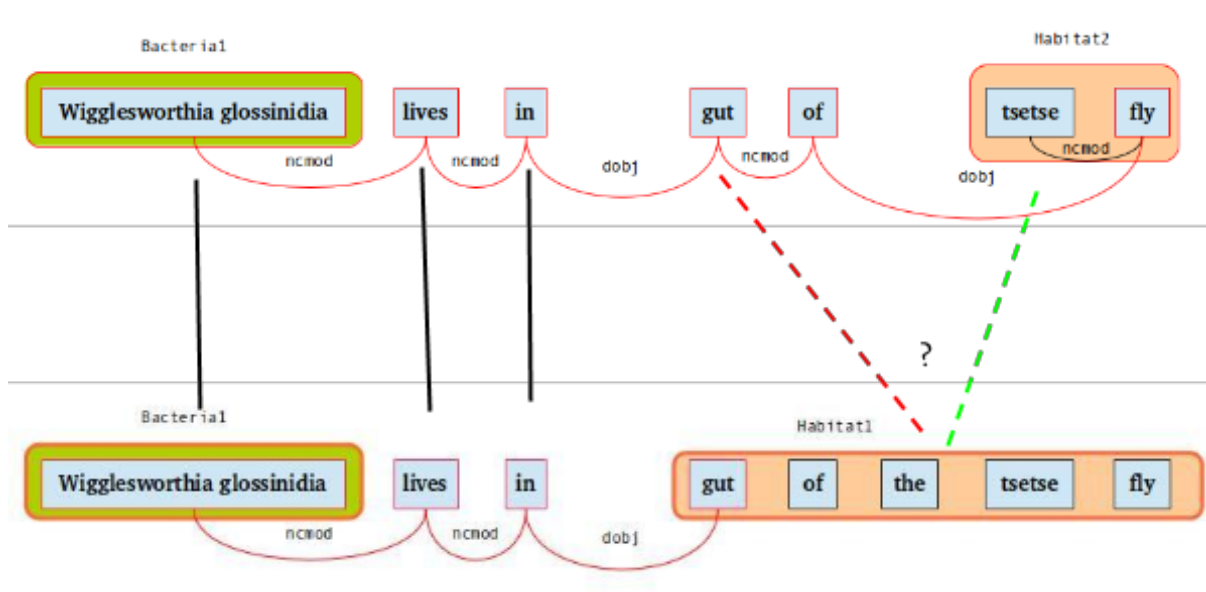 Bacteria1
Habitat2
Wigglesworthia glossinidia lives in gut of tsetse fly
ncmod ncmod dobj ncmod dobj ncmod
?
Bacteria1
Habitat1
Wigglesworthia glossinidia lives in gut of the tsetse fly
ncmod ncmod dobj